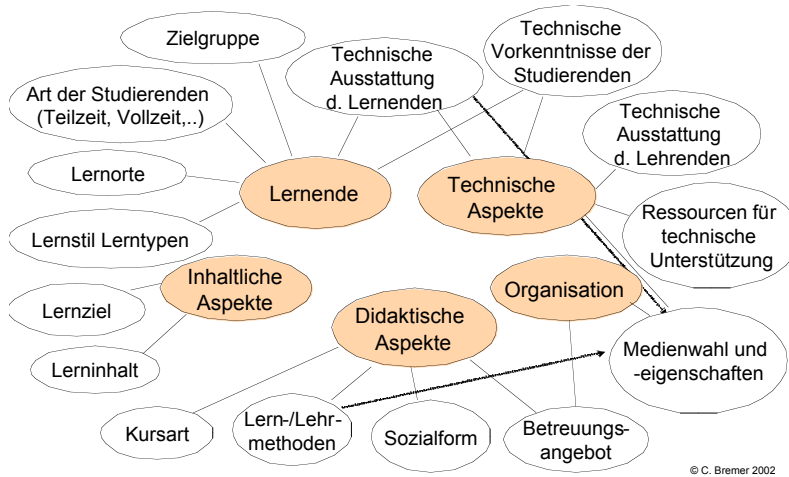 Zielgruppe
Technische
Ausstattung
d. Lernenden
Technische
Vorkenntnisse der
Studierenden
Art der Studierenden
(Teilzeit, Vollzeit,..)
Technische
Ausstattung
d. Lehrenden
Lernorte
Lernende
Technische
Aspekte
Lernstil Lerntypen
Ressourcen für
technische
Unterstützung
Inhaltliche
Aspekte
Organisation
Lernziel
Didaktische
Aspekte
Medienwahl und
-eigenschaften
Lerninhalt
Kursart
Lern-/Lehr-
methoden
Sozialform
Betreuungs-
angebot
© C. Bremer 2002